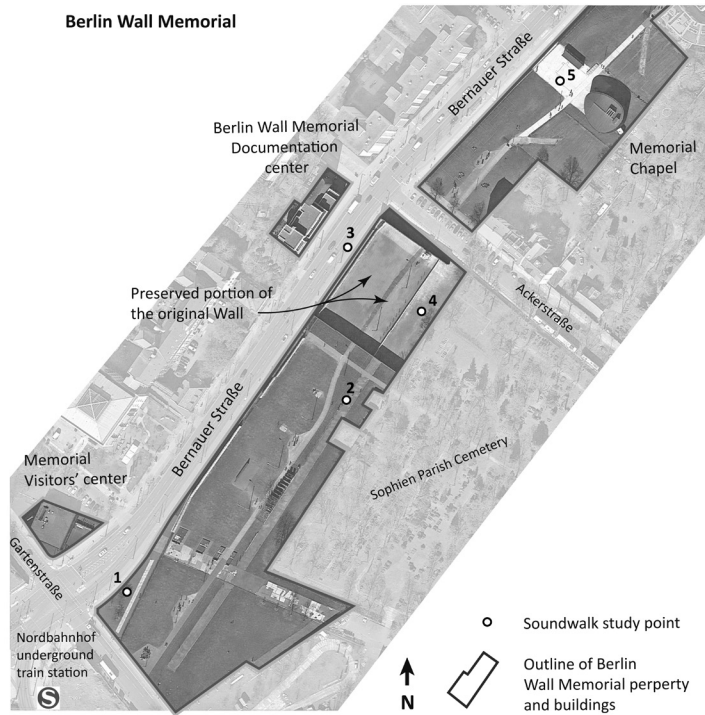 Berlin Wall Memorial
Bernauer Straße
5
Berlin Wall Memorial
Documentation
center
Memorial
Chapel
3
Preserved portion of
the original Wall
4
Ackerstraße
2
Bernauer Straße
Sophien Parish Cemetery
Memorial
Visitors' center
Gartenstraße
1
Nordbahnhof
underground
train station
S
Soundwalk study point
N
Outline of Berlin
Wall Memorial perperty
and buildings